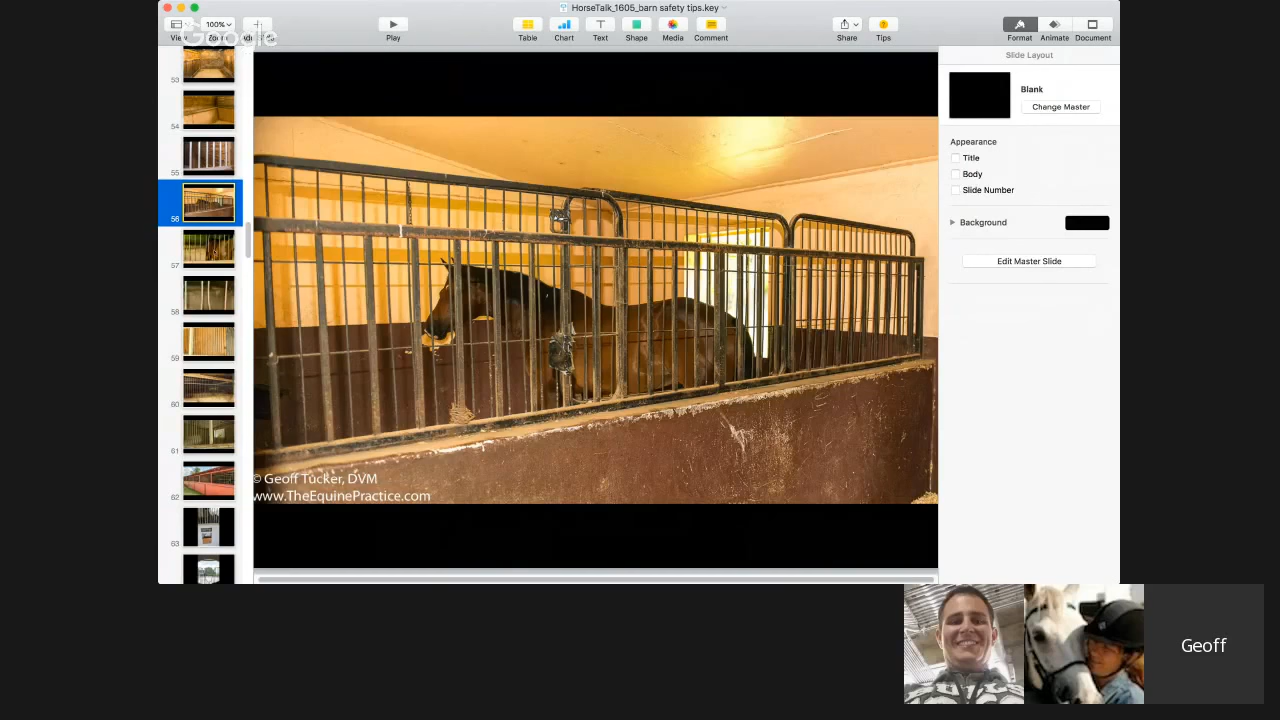 HorseTalk_1605_barn safety tips.key
100%
View
Zoom
Google
Play
Table
Chart
Text
Shape
Media
Comment
Share
Tips
Format
Animate
Document
53
54
55
56
57
58
59
60
61
62
63
© Geoff Tucker, DVM
www.TheEquinePractice.com
Slide Layout
Blank
Change Master
Appearance
Title
Body
Slide Number
Background
Edit Master Slide
Geoff